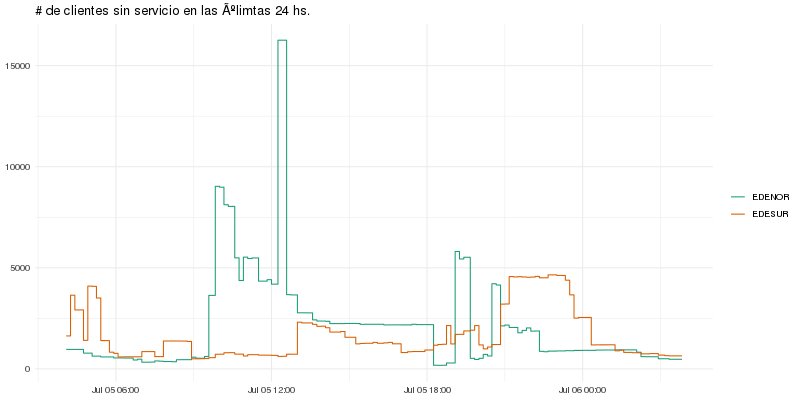 # de clientes sin servicio en las Ãºlimtas 24 hs.
15000
10000
5000
0
EDENOR
EDESUR
Jul 05 06:00
Jul 05 12:00
Jul 05 18:00
Jul 06 00:00